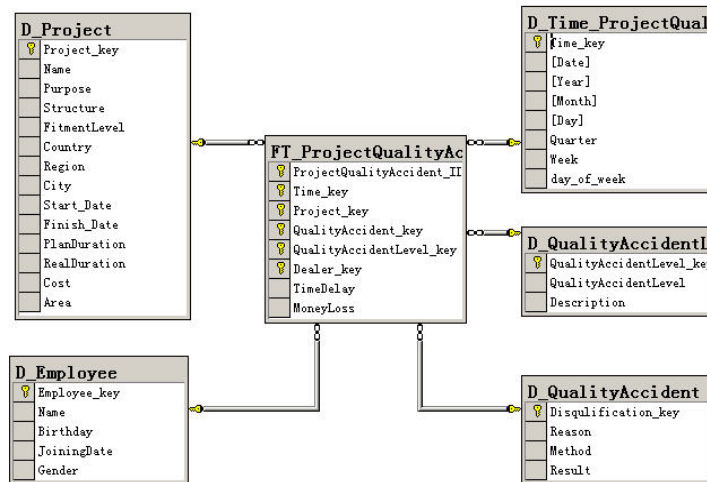 D_Project
Project_key
Name
Purpose
Structure
FitmentLevel
Country
Region
City
Start_Date
Finish_Date
PlanDuration
RealDuration
Cost
Area
FT_ProjectQualityAc
ProjectQualityAccident_ID
Time_key
Project_key
QualityAccident_key
QualityAccidentLevel_key
Dealer_key
TimeDelay
MoneyLoss
D_Time_ProjectQual
Time_key
[Date]
[Year]
[Month]
[Day]
Quarter
Week
day_of_week
D_QualityAccidentL
QualityAccidentLevel_key
QualityAccidentLevel
Description
D_Employee
Employee_key
Name
Birthday
JoiningDate
Gender
D_QualityAccident
Disqulification_key
Reason
Method
Result